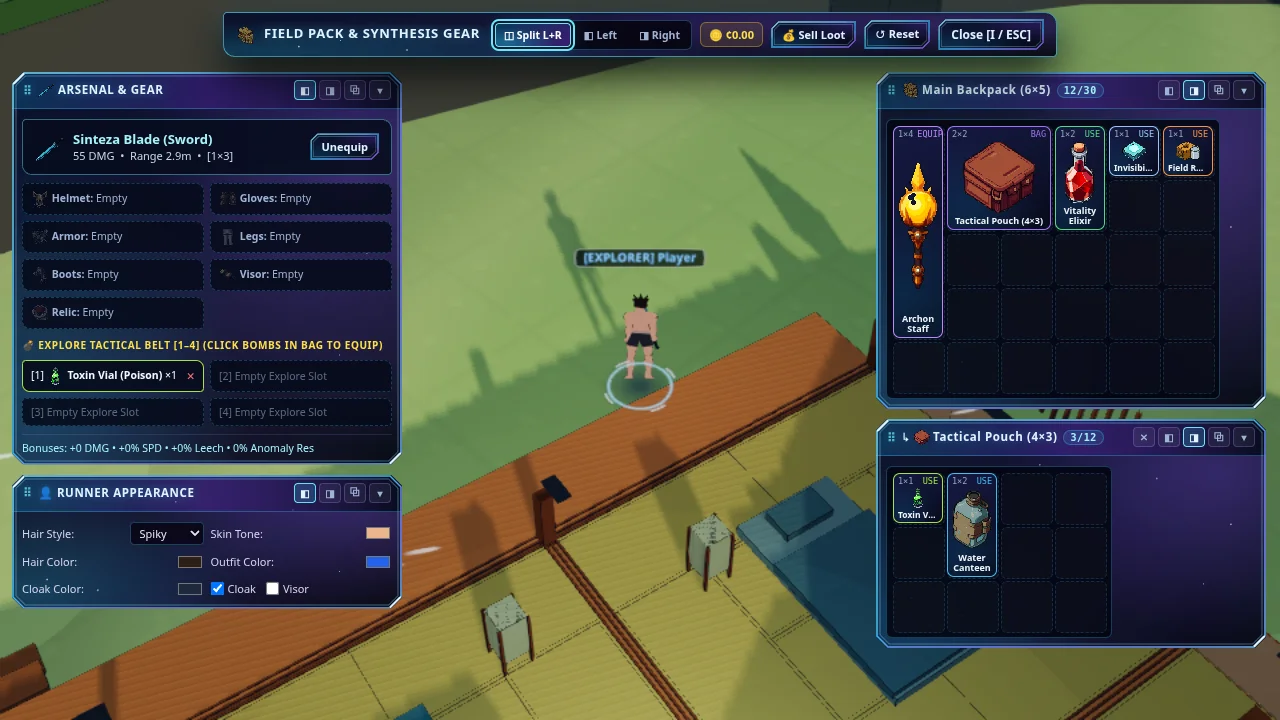 FIELD PACK & SYNTHESIS GEAR
Split L+R
Left
Right
¢0.00
Sell Loot
Reset
Close [I / ESC]
ARSENAL & GEAR
Sinteza Blade (Sword)
55 DMG • Range 2.9m • [1×3]
Unequip
Helmet: Empty
Gloves: Empty
Armor: Empty
Legs: Empty
Boots: Empty
Visor: Empty
Relic: Empty
EXPLORE TACTICAL BELT [1–4] (CLICK BOMBS IN BAG TO EQUIP)
[1] Toxin Vial (Poison) ×1 ×
[2] Empty Explore Slot
[3] Empty Explore Slot
[4] Empty Explore Slot
Bonuses: +0 DMG • +0% SPD • +0% Leech • 0% Anomaly Res
RUNNER APPEARANCE
Hair Style:
Spiky
Skin Tone:
Hair Color:
Outfit Color:
Cloak Color:
Cloak
Visor
[EXPLORER] Player
Main Backpack (6×5)
12/30
1×4 EQUIP
Archon
Staff
2×2 BAG
Tactical Pouch (4×3)
1×2 USE
Vitality
Elixir
1×1 USE
Invisibi...
1×1 USE
Field R...
↳ Tactical Pouch (4×3)
3/12
1×1 USE
Toxin V...
1×2 USE
Water
Canteen